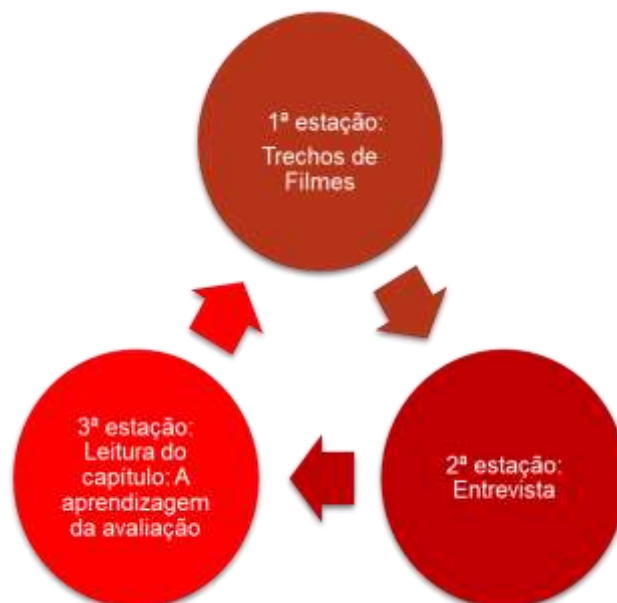 1ª estação:
Trechos de
Filmes
2ª estação:
Entrevista
3ª estação:
Leitura do
capítulo: A
aprendizagem
da avaliação